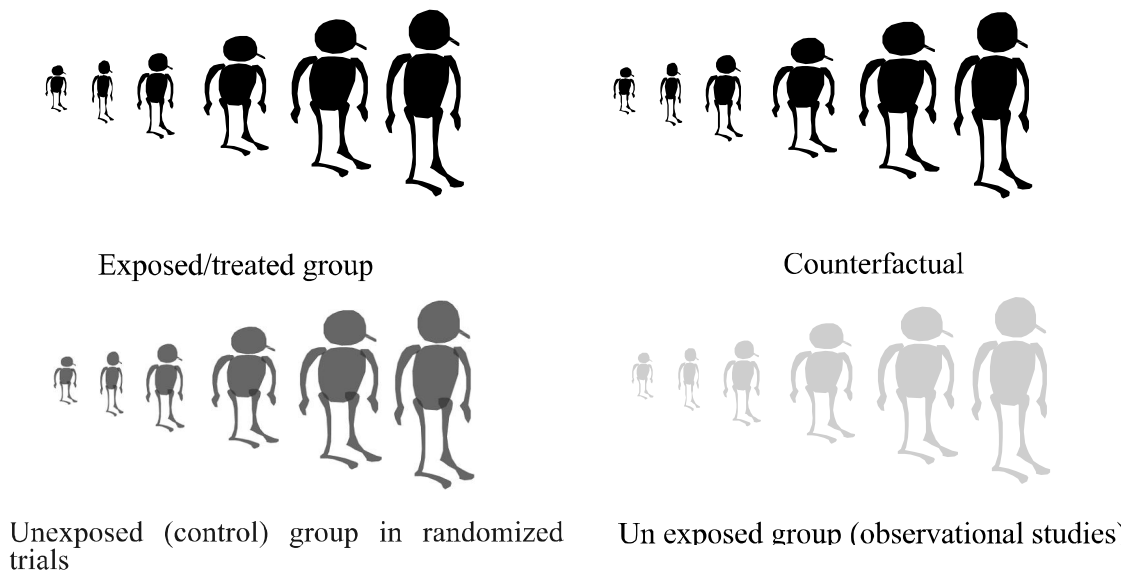 Exposed/treated group
Counterfactual
Unexposed (control) group in randomized
trials
Un exposed group (observational studies)